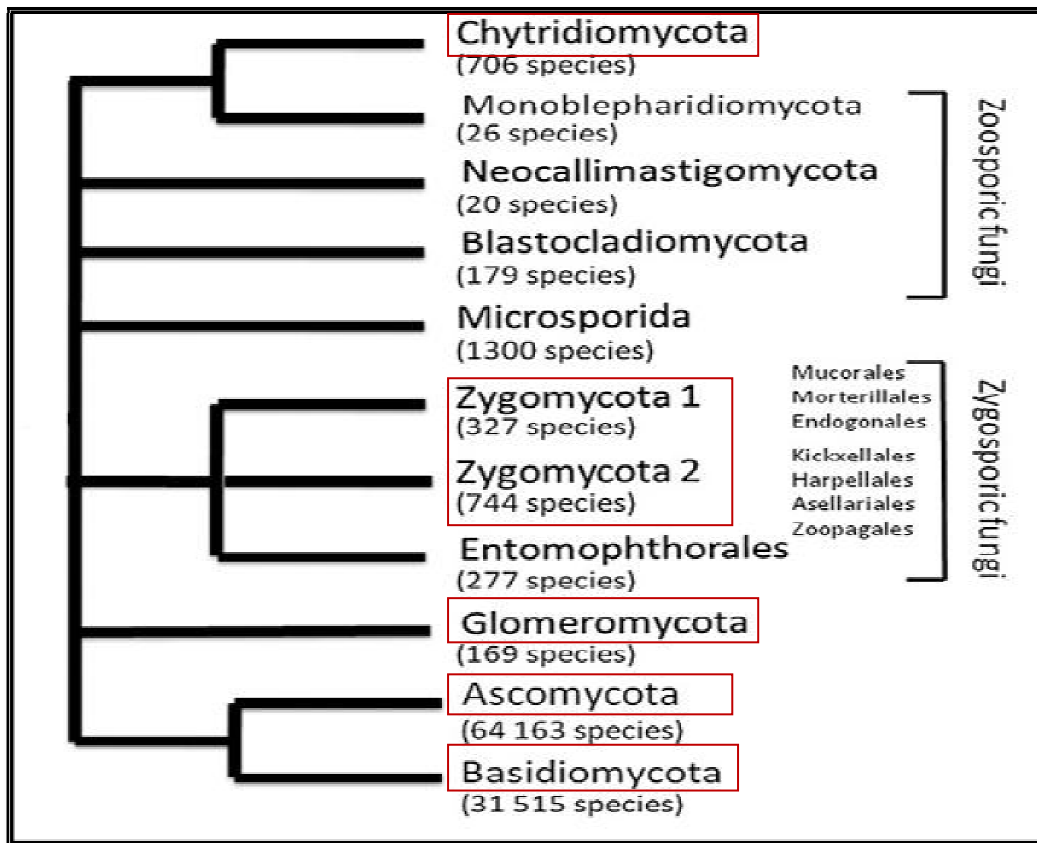 Chytridiomycota
(706 species)
Monoblepharidiomycota
(26 species)
Neocallimastigomycota
(20 species)
Blastocladiomycota
(179 species)
Zoosporic fungi
Microsporida
(1300 species)
Zygomycota 1
(327 species)
Zygomycota 2
(744 species)
Entomophthorales
(277 species)
Mucorales
Morterillales
Endogonales
Kickxellales
Harpellales
Asellariales
Zoopagales
Zygosporic fungi
Glomeromycota
(169 species)
Ascomycota
(64 163 species)
Basidiomycota
(31 515 species)